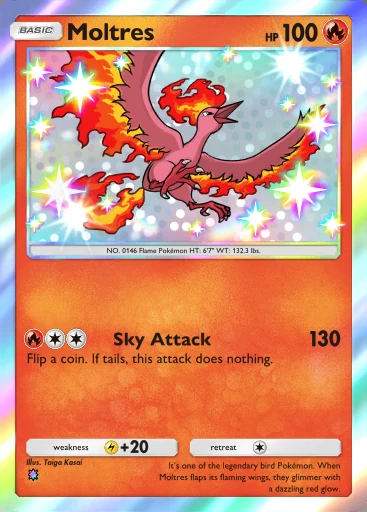 BASIC Moltres HP 100
NO. 0146 Flame Pokémon HT: 6'7" WT: 132.3 lbs.
Sky Attack 130
Flip a coin. If tails, this attack does nothing.
weakness +20 retreat
Illus. Taiga Kasai
It's one of the legendary bird Pokémon. When
Moltres flaps its flaming wings, they glimmer with
a dazzling red glow.